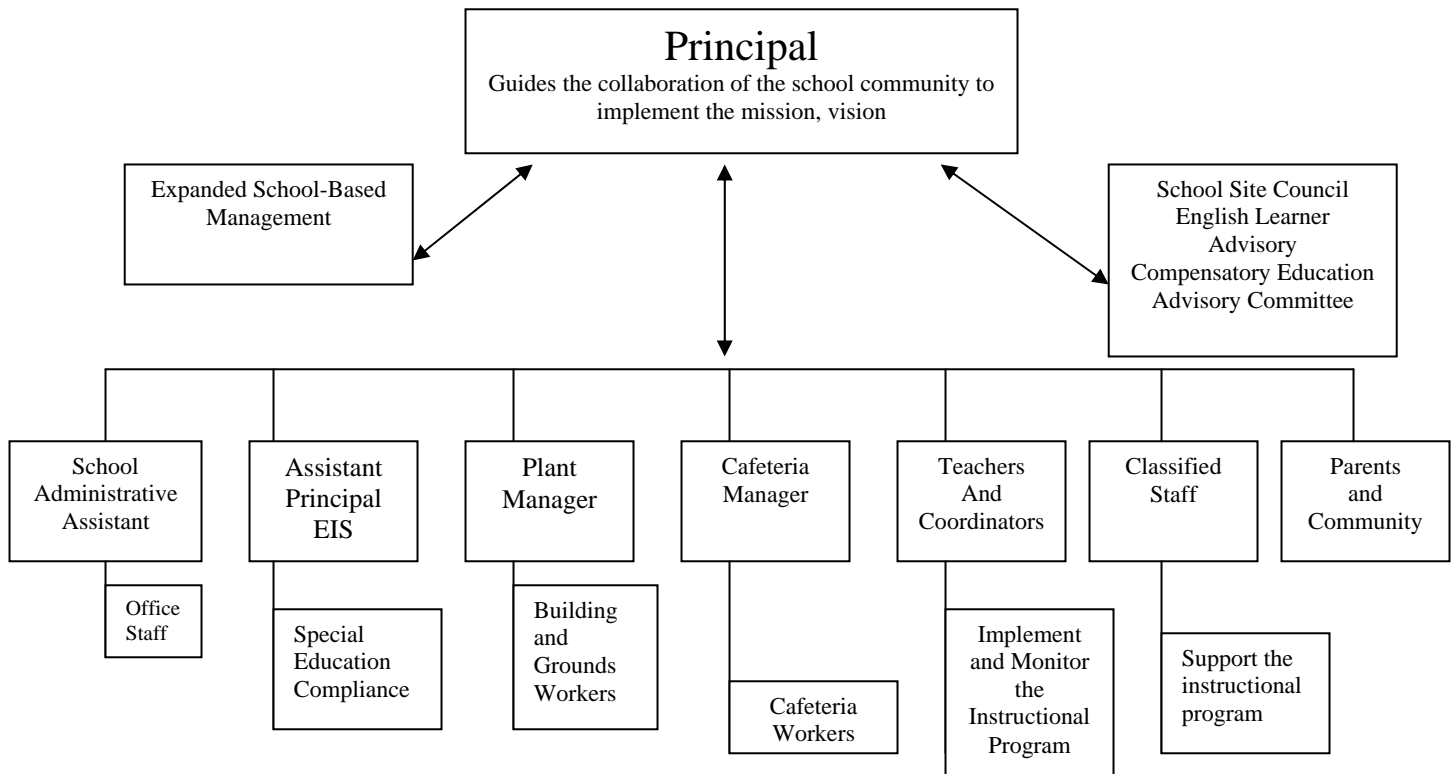 Principal
Guides the collaboration of the school community to
implement the mission, vision
Expanded School-Based
Management
School Site Council
English Learner
Advisory
Compensatory Education
Advisory Committee
School
Administrative
Assistant
Assistant
Principal
EIS
Plant
Manager
Cafeteria
Manager
Teachers
And
Coordinators
Classified
Staff
Parents
and
Community
Office
Staff
Special
Education
Compliance
Building
and
Grounds
Workers
Cafeteria
Workers
Implement
and Monitor
the
Instructional
Program
Support the
instructional
program